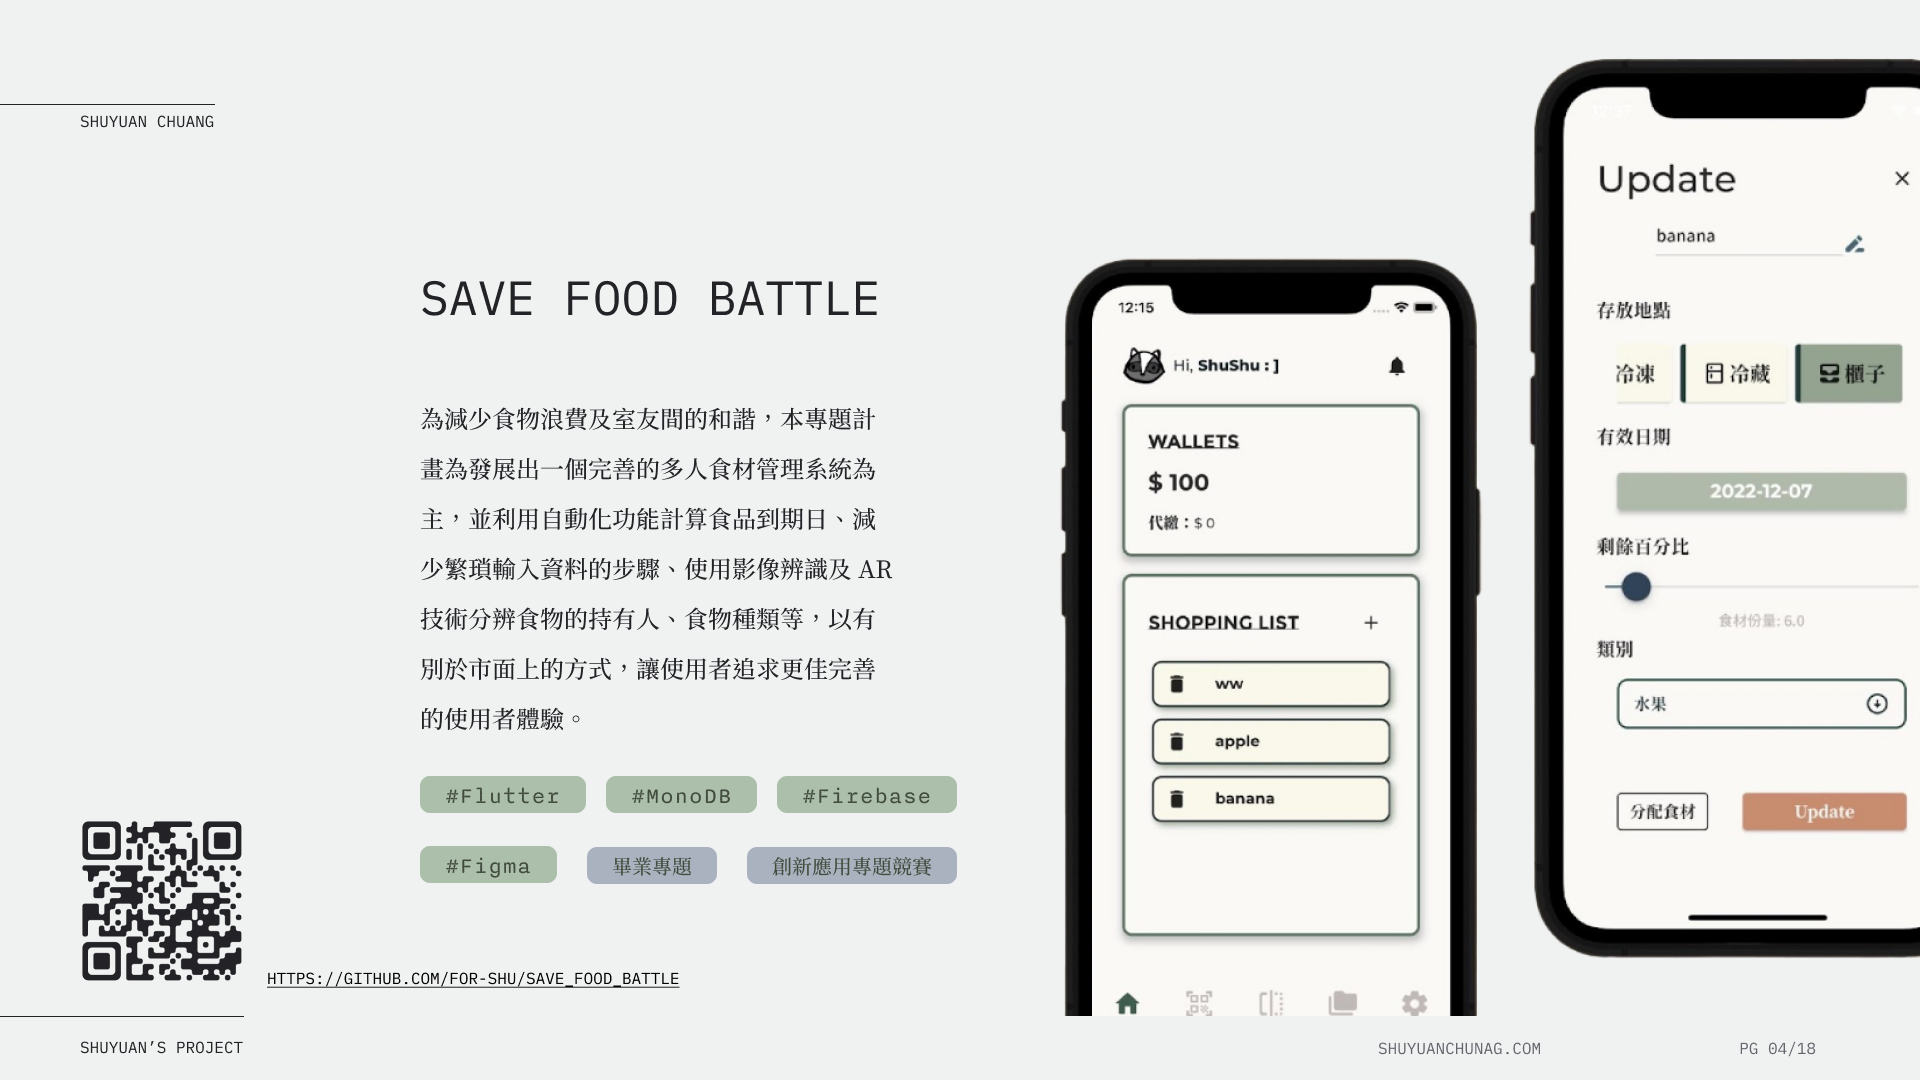 SHUYUAN CHUANG
SAVE FOOD BATTLE
為減少食物浪費及室友間的和諧，本專題計
畫為發展出一個完善的多人食材管理系統為
主，並利用自動化功能計算食品到期日、減
少繁瑣輸入資料的步驟、使用影像辨識及 AR
技術分辨食物的持有人、食物種類等，以有
別於市面上的方式，讓使用者追求更佳完善
的使用者體驗。
#Flutter #MonoDB #Firebase
#Figma 畢業專題 創新應用專題競賽
HTTPS://GITHUB.COM/FOR-SHU/SAVE_FOOD_BATTLE
12:15
Hi, ShuShu : ]
WALLETS
$ 100
代繳：$ 0
SHOPPING LIST +
ww
apple
banana
12:37
Update
banana
存放地點
冷凍 冷藏 櫃子
有效日期
2022-12-07
剩餘百分比
食材份量: 6.0
類別
水果
分配食材 Update
SHUYUAN’S PROJECT
SHUYUANCHUNAG.COM
PG 04/18